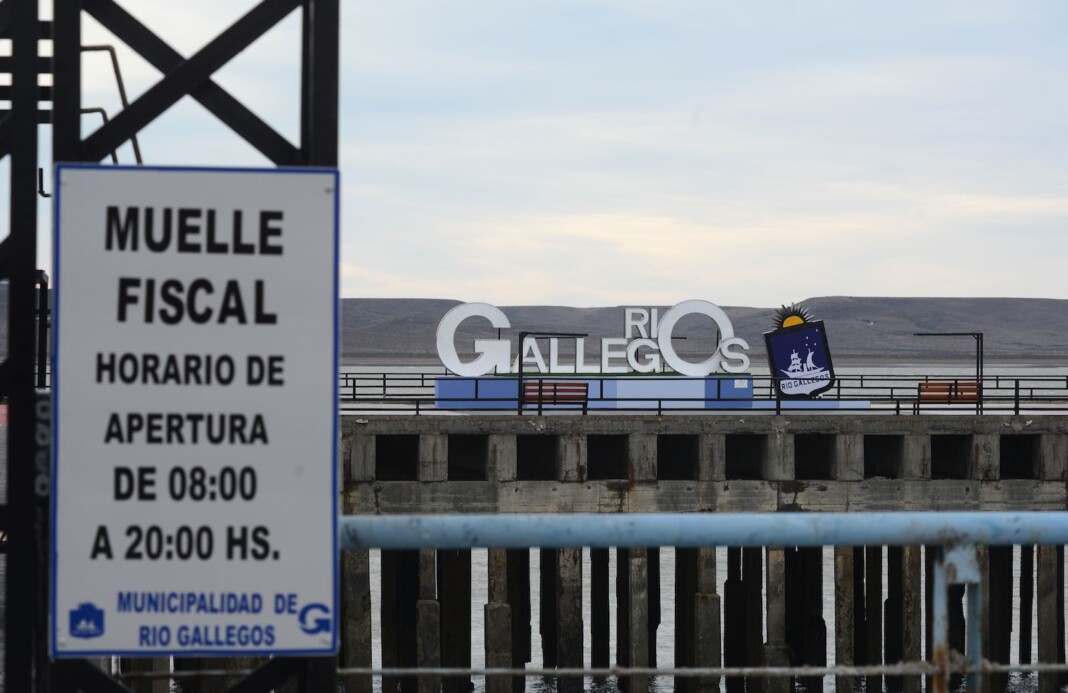 MUELLE
FISCAL
HORARIO DE
APERTURA
DE 08:00
A 20:00 HS.
MUNICIPALIDAD DE
RIO GALLEGOS
G
RIO
GALLEGOS
RIO GALLEGOS